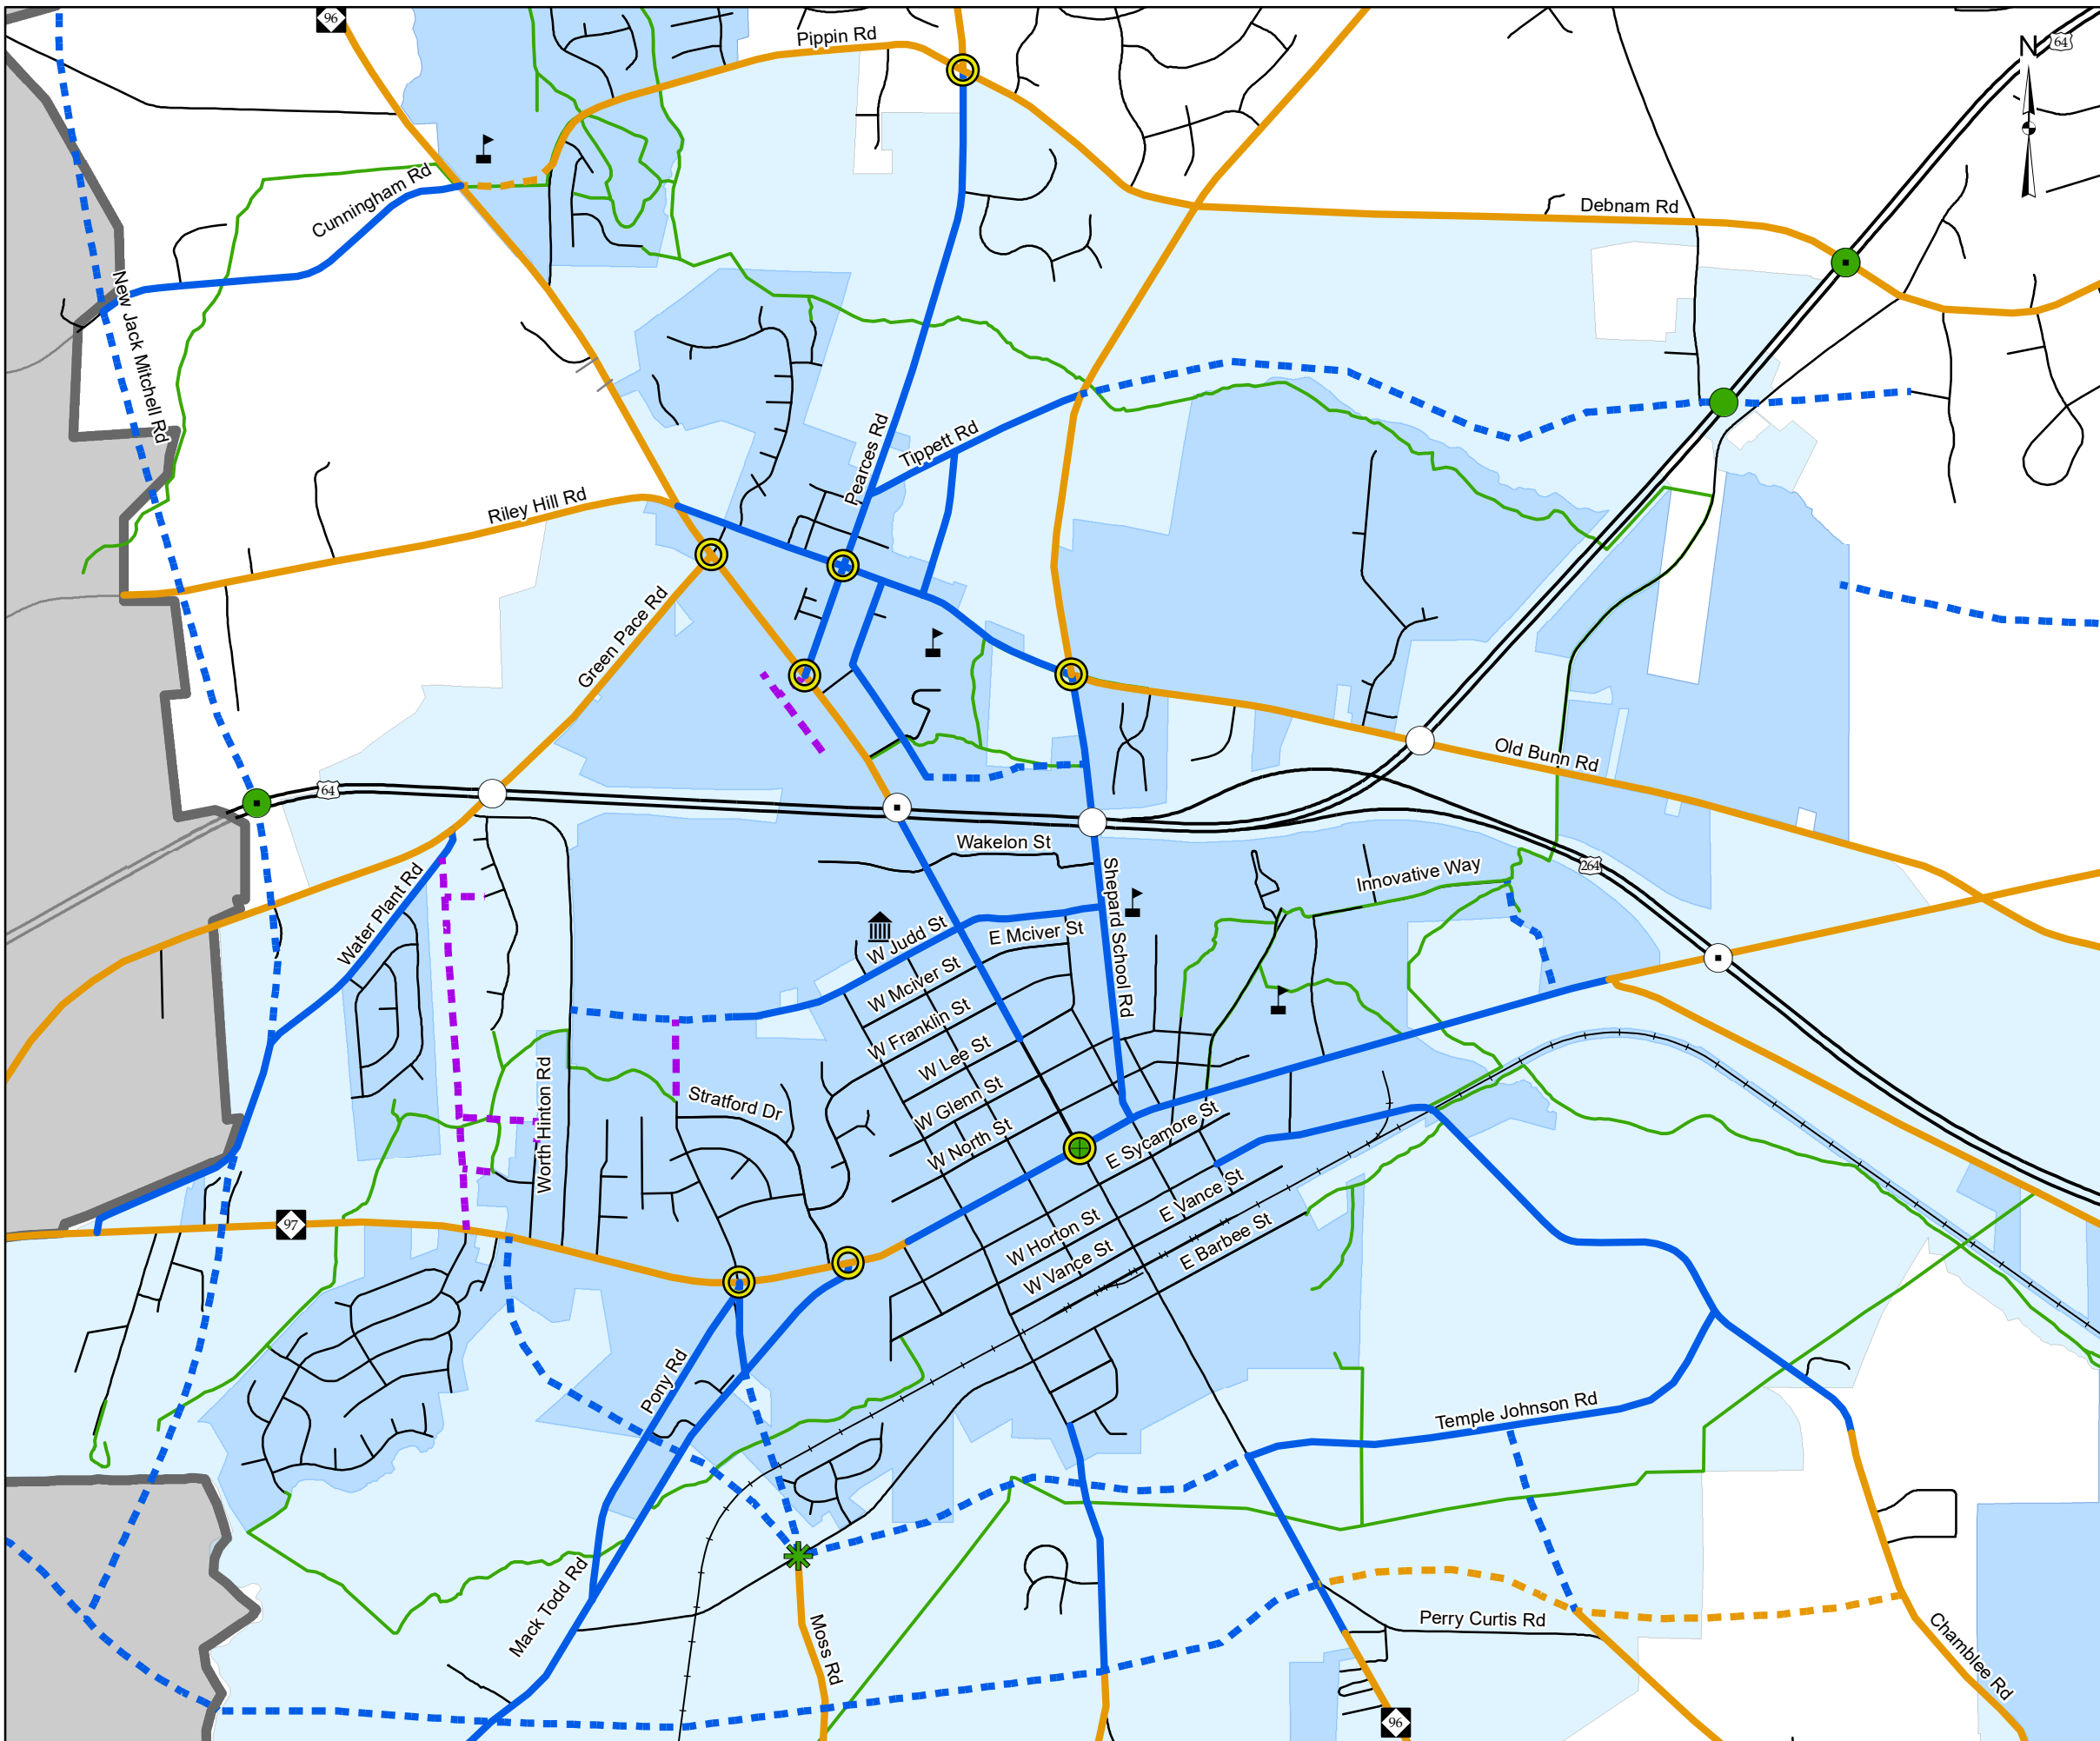 96
Pippin Rd
N
64
Cunningham Rd
Debnam Rd
New Jack Mitchell Rd
Pearces Rd
Tippett Rd
Riley Hill Rd
Green Pace Rd
Old Bunn Rd
64
Wakelon St
264
Shepard School Rd
Innovative Way
Water Plant Rd
W Judd St
E Mciver St
W Mciver St
W Franklin St
W Lee St
Worth Hinton Rd
Stratford Dr
W Glenn St
W North St
E Sycamore St
E Vance St
97
W Horton St
E Barbee St
W Vance St
Pony Rd
Temple Johnson Rd
Mack Todd Rd
Moss Rd
Perry Curtis Rd
Chamblee Rd
96